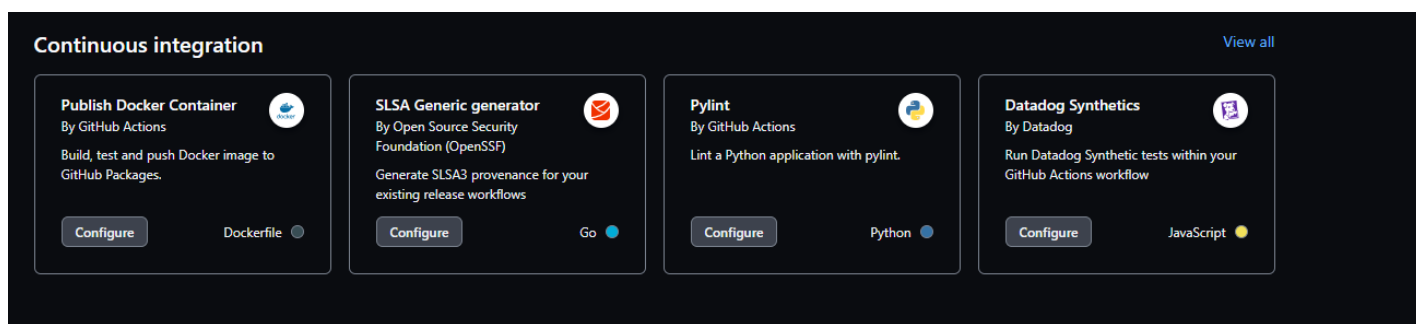 Continuous integration
View all
Publish Docker Container
By GitHub Actions
Build, test and push Docker image to
GitHub Packages.
Configure
Dockerfile
docker
SLSA Generic generator
By Open Source Security
Foundation (OpenSSF)
Generate SLSA3 provenance for your
existing release workflows
Configure
Go
Pylint
By GitHub Actions
Lint a Python application with pylint.
Configure
Python
Datadog Synthetics
By Datadog
Run Datadog Synthetic tests within your
GitHub Actions workflow
Configure
JavaScript